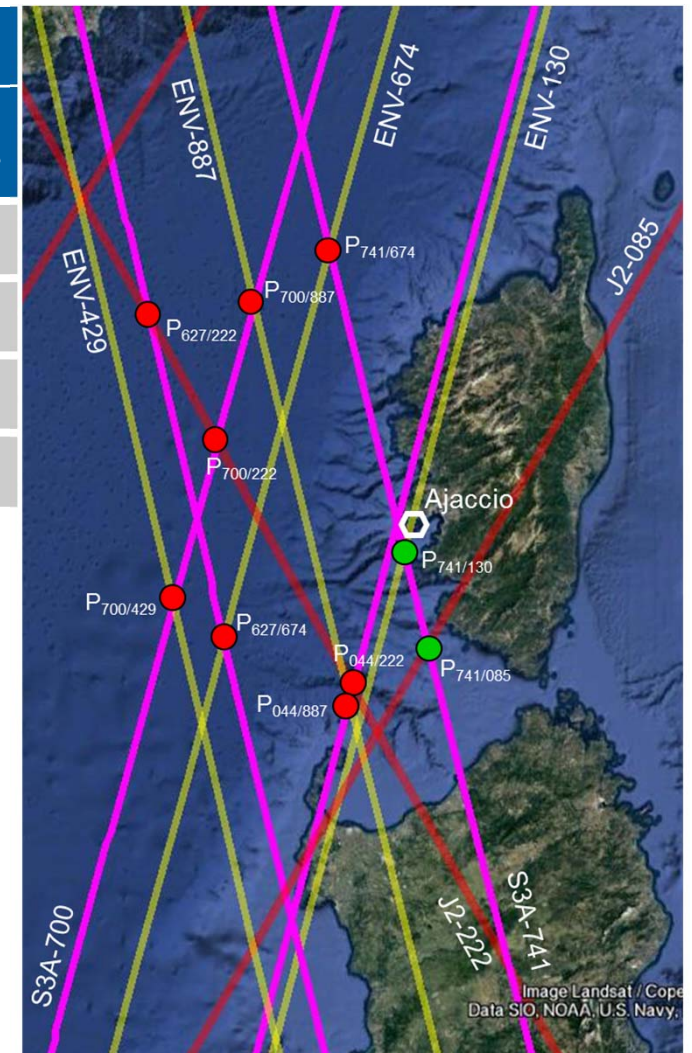 ENV-887
ENV-674
ENV-130
ENV-429
J2-085
P741/674
P700/887
P627/222
P700/222
Ajaccio
P741/130
P700/429
P627/674
P044/222
P741/085
P044/887
S3A-700
J2-222
S3A-741
Image Landsat / Cope
Data SIO, NOAA, U.S. Navy,